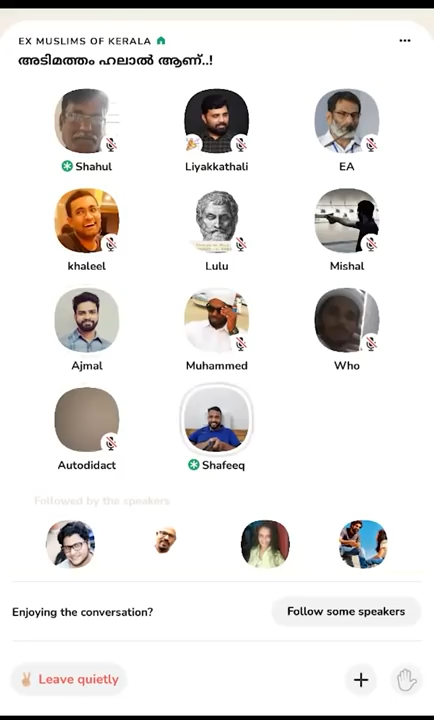 EX MUSLIMS OF KERALA
അടിമത്തം ഹലാൽ ആണ്..!
Shahul
Liyakkathali
EA
khaleel
Lulu
Mishal
Ajmal
Muhammed
Who
Autodidact
Shafeeq
Followed by the speakers
Enjoying the conversation?
Follow some speakers
Leave quietly